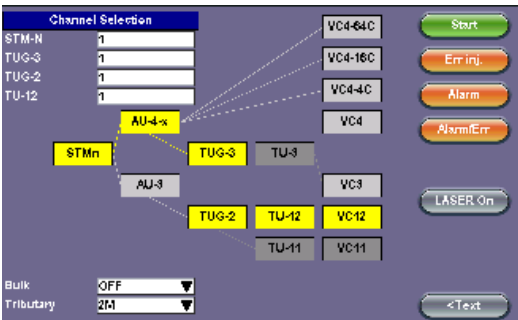 Channel Selection
STM-N 1
TUG-3 1
TUG-2 1
TU-12 1
VC4-64C
VC4-16C
VC4-4C
VC4
AU-4-x
STMn
TUG-3
TU-3
AU-3
VC3
TUG-2
TU-12
VC12
TU-11
VC11
Bulk OFF
Tributary 2M
Start
Err inj.
Alarm
Alarm/Err
LASER On
<Text